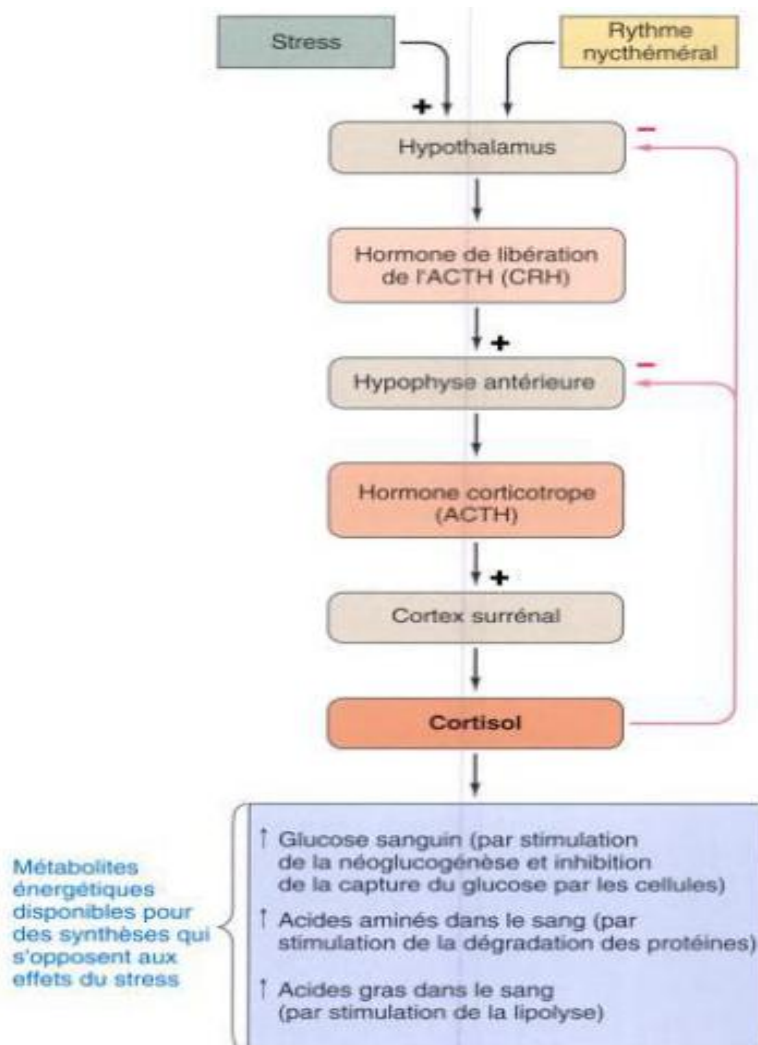 Stress
Rythme
nycthéméral
+
−
Hypothalamus
Hormone de libération
de l'ACTH (CRH)
+
−
Hypophyse antérieure
Hormone corticotrope
(ACTH)
+
Cortex surrénal
Cortisol
Métabolites
énergétiques
disponibles pour
des synthèses qui
s'opposent aux
effets du stress
↑ Glucose sanguin (par stimulation
de la néoglucogénèse et inhibition
de la capture du glucose par les cellules)
↑ Acides aminés dans le sang (par
stimulation de la dégradation des protéines)
↑ Acides gras dans le sang
(par stimulation de la lipolyse)